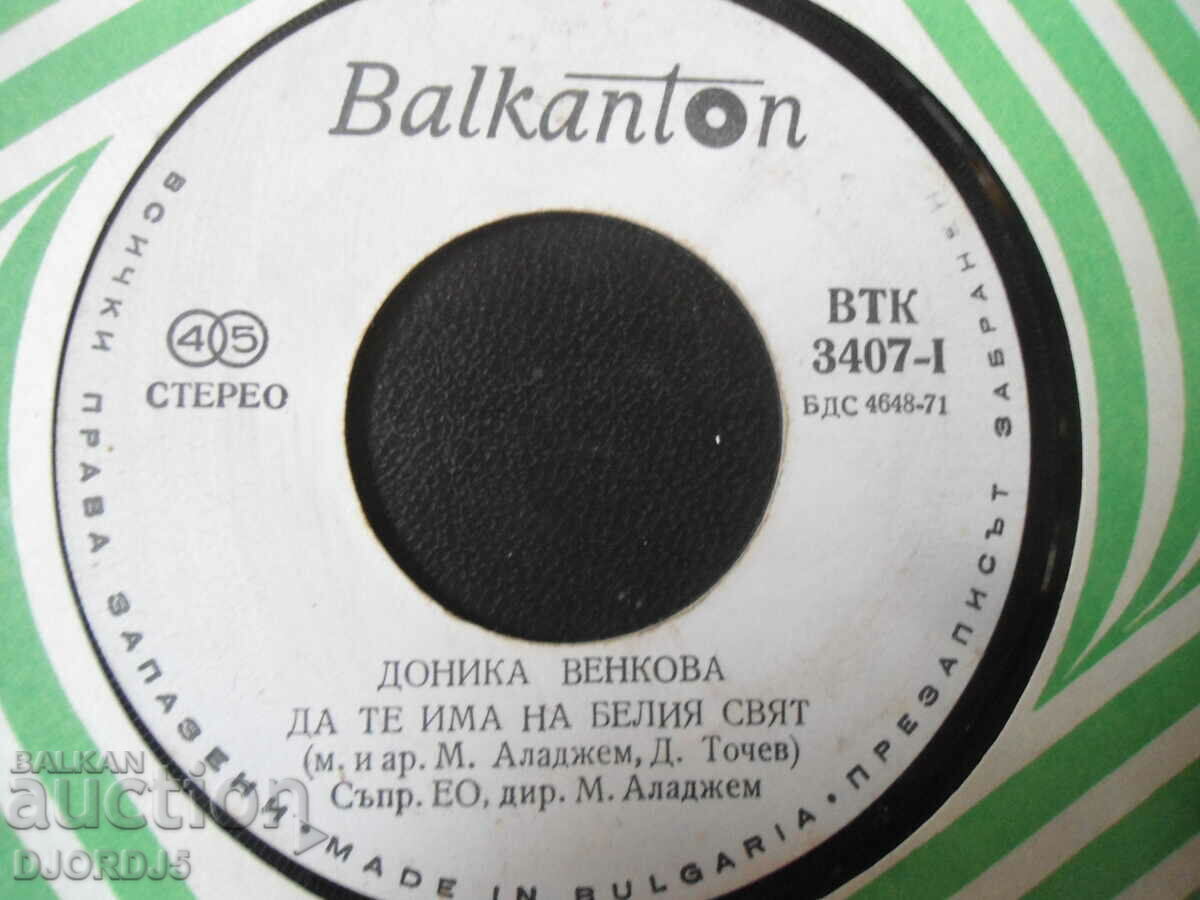 Balkanton
45
СТЕРЕО
ВТК
3407-I
БДС 4648-71
ДОНИКА ВЕНКОВА
ДА ТЕ ИМА НА БЕЛИЯ СВЯТ
(м. и ар. М. Аладжем, Д. Точев)
Съпр. ЕО, дир. М. Аладжем
ВСИЧКИ ПРАВА ЗАПАЗЕНИ • MADE IN BULGARIA • ПРЕЗАПИСЪТ ЗАБРАНЕН
BALKAN
auction
DJORDJ5